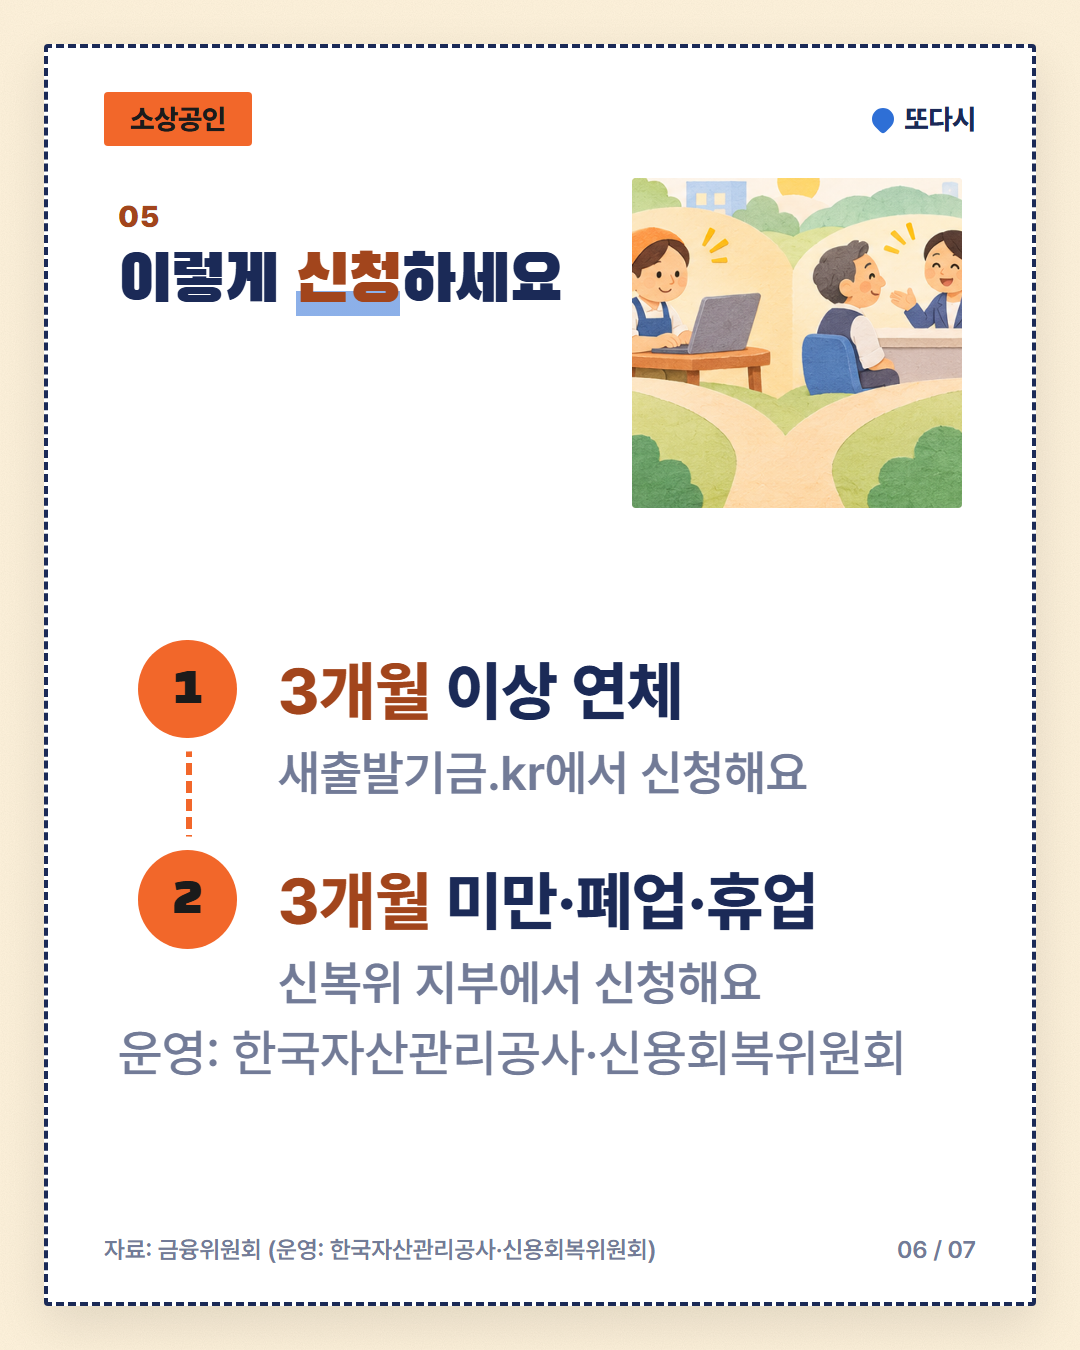 소상공인
또다시
05
이렇게 신청하세요
1
3개월 이상 연체
새출발기금.kr에서 신청해요
2
3개월 미만·폐업·휴업
신복위 지부에서 신청해요
운영: 한국자산관리공사·신용회복위원회
자료: 금융위원회 (운영: 한국자산관리공사·신용회복위원회)
06 / 07